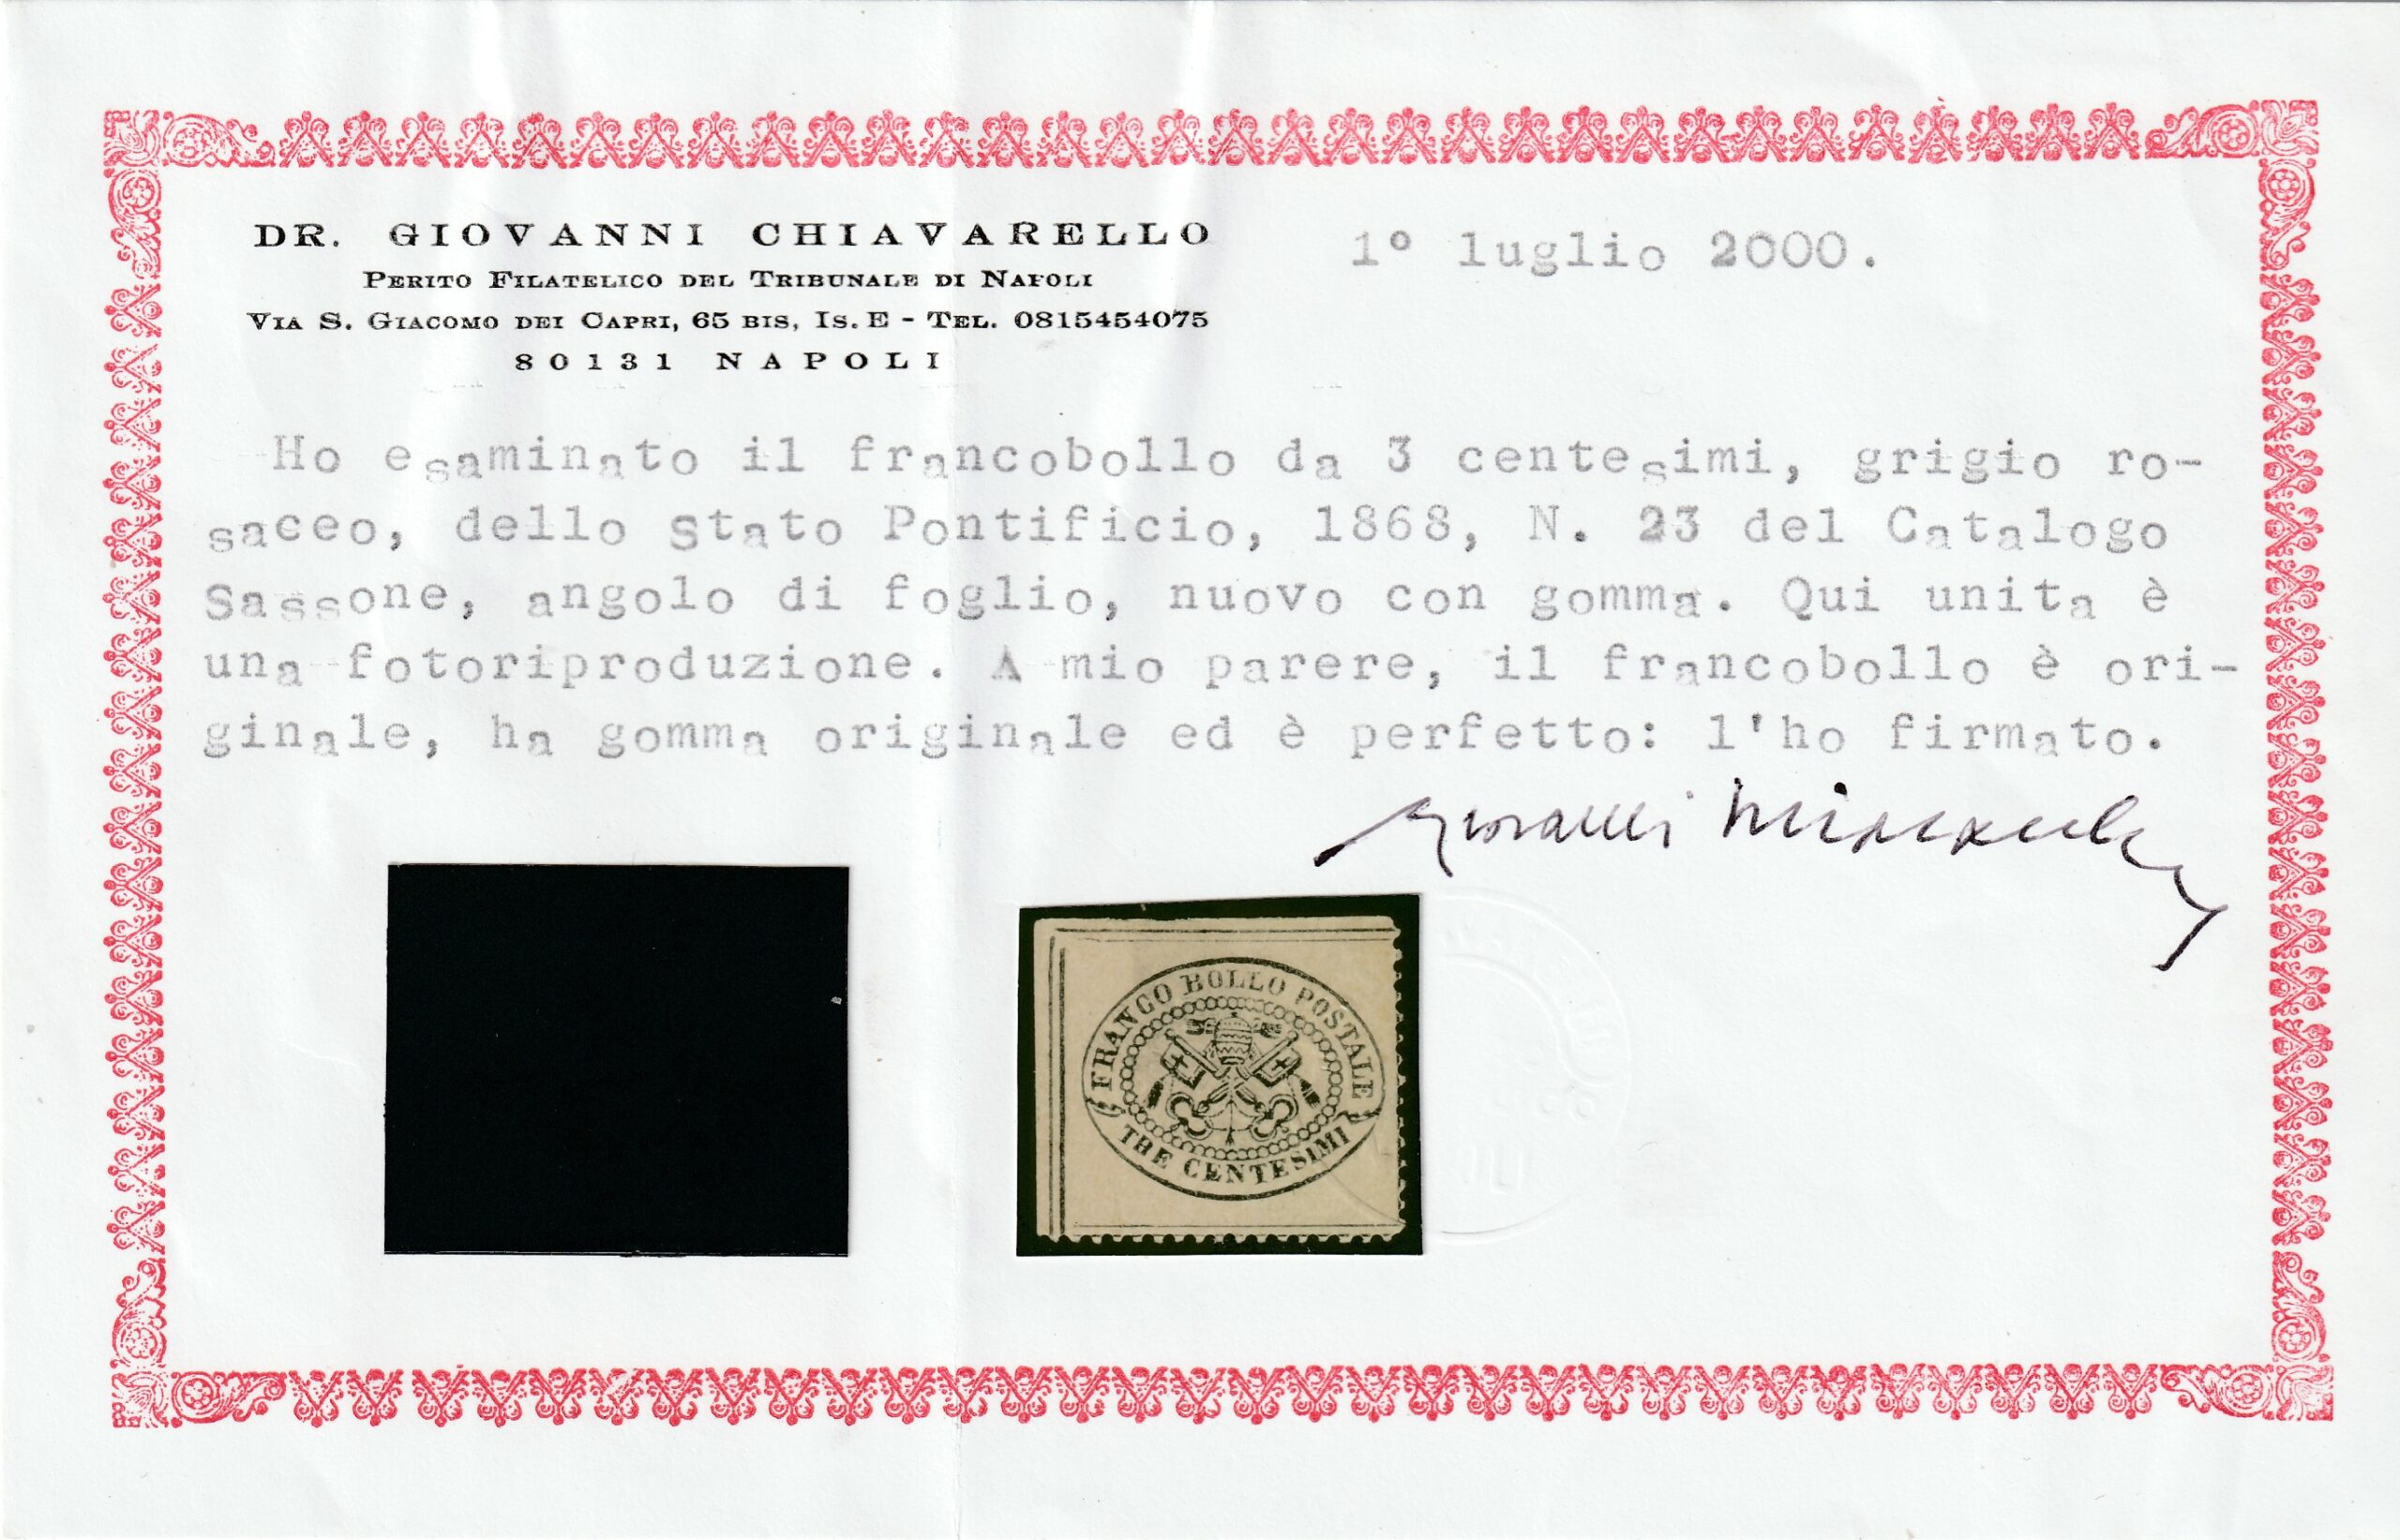 DR. GIOVANNI CHIAVARELLO
PERITO FILATELICO DEL TRIBUNALE DI NAPOLI
VIA S. GIACOMO DEI CAPRI, 65 BIS, IS. E - TEL. 0815454075
80131 NAPOLI
1º luglio 2000.
Ho esaminato il francobollo da 3 centesimi, grigio ro-
saceo, dello Stato Pontificio, 1868, N. 23 del Catalogo
Sassone, angolo di foglio, nuovo con gomma. Qui unita è
una fotoriproduzione. A mio parere, il francobollo è ori-
ginale, ha gomma originale ed è perfetto: l'ho firmato.
FRANCO BOLLO POSTALE
TRE CENTESIMI